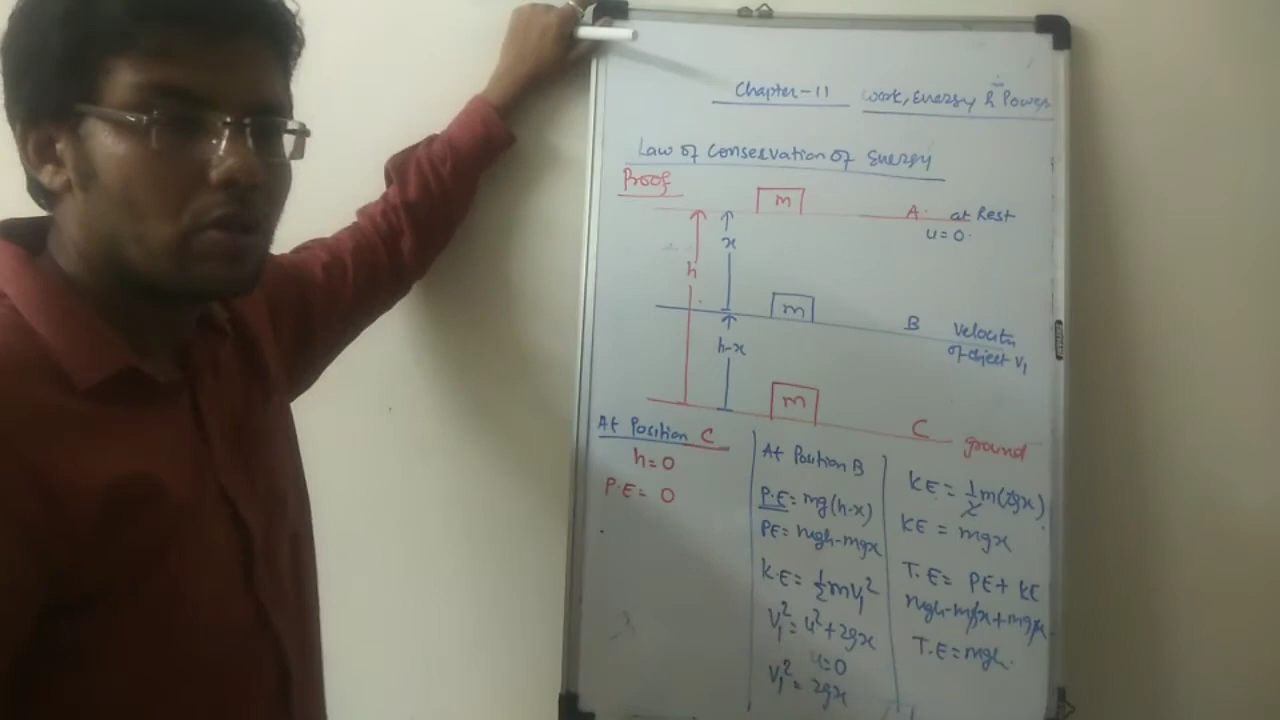 Chapter-11 Work, Energy & Power
Law of Conservation of Energy
Proof
m
A. at Rest
u=0.
x
h
m
B Velocity
of object V₁
h-x
m
C ground
At Position C
h=0
P.E= 0
At Position B
P.E= mg(h-x)
PE= mgh-mgx
K.E= 1/2 mv₁²
V₁²= u²+2gx
u=0
V₁²= 2gx
KE= 1/2 m(2gx)
KE = mgx
T.E= PE+ KE
mgh-mgx+mgx
T.E=mgh.